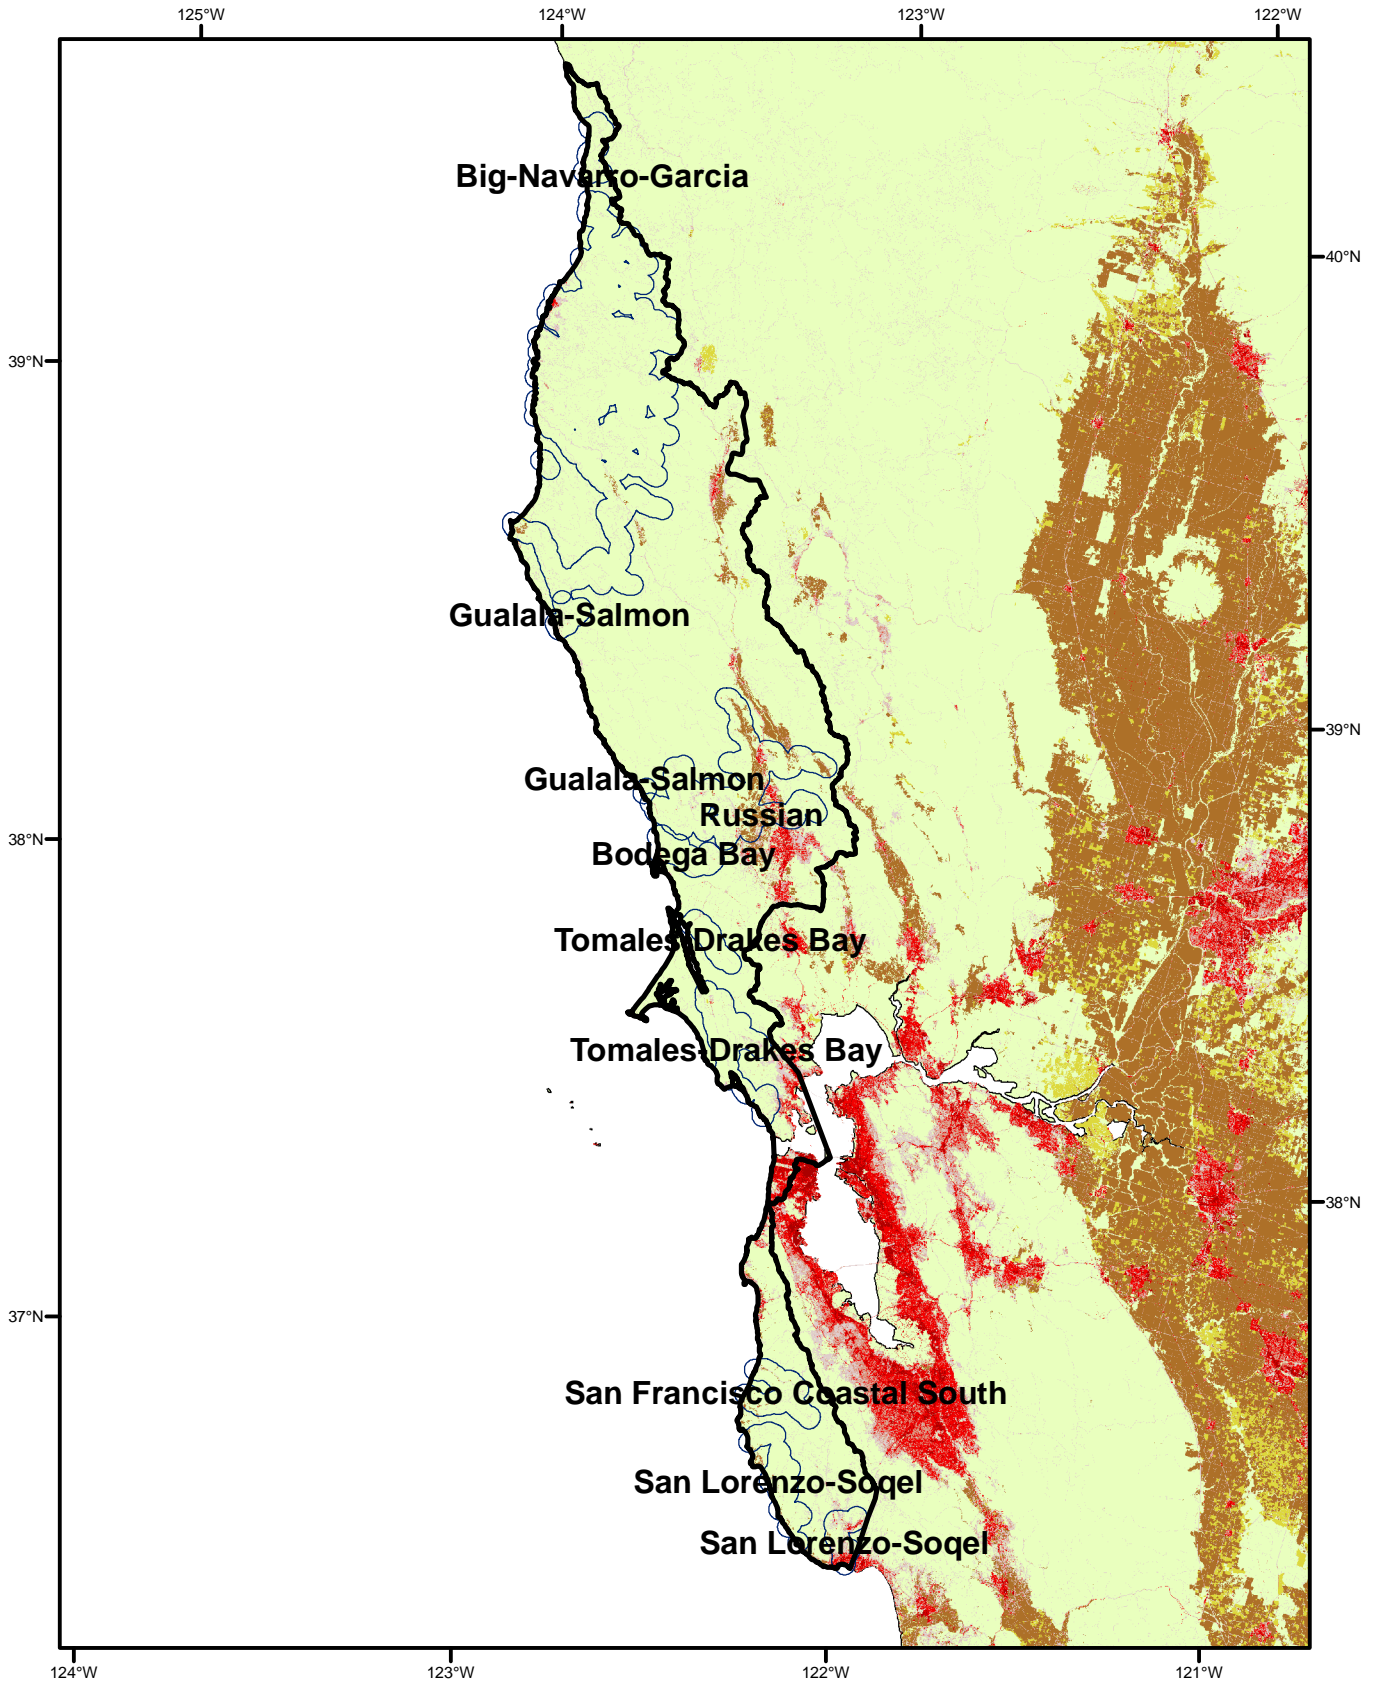 125°W 124°W 123°W 122°W
Big-Navarro-Garcia
40°N
39°N
Gualala-Salmon
39°N
Gualala-Salmon
Russian
38°N
Bodega Bay
Tomales-Drakes Bay
Tomales-Drakes Bay
38°N
37°N
San Francisco Coastal South
San Lorenzo-Soqel
San Lorenzo-Soqel
124°W 123°W 122°W 121°W